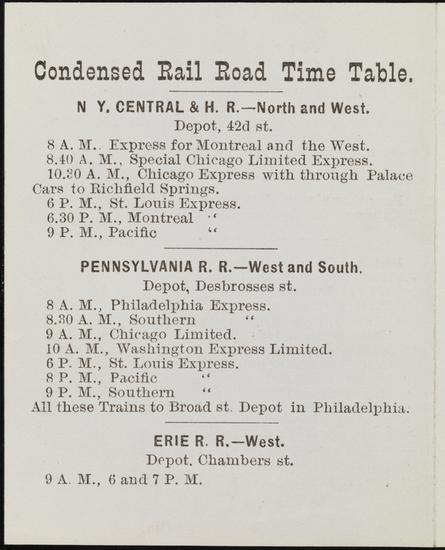 Condensed Rail Road Time Table.
N Y. CENTRAL & H. R.—North and West.
Depot, 42d st.
8 A. M., Express for Montreal and the West.
8.40 A. M., Special Chicago Limited Express.
10.30 A. M., Chicago Express with through Palace
Cars to Richfield Springs.
6 P. M., St. Louis Express.
6.30 P. M., Montreal “
9 P. M., Pacific “
PENNSYLVANIA R. R.—West and South.
Depot, Desbrosses st.
8 A. M., Philadelphia Express.
8.30 A. M., Southern “
9 A. M., Chicago Limited.
10 A. M., Washington Express Limited.
6 P. M., St. Louis Express.
8 P. M., Pacific “
9 P. M., Southern “
All these Trains to Broad st. Depot in Philadelphia.
ERIE R. R.—West.
Depot, Chambers st.
9 A. M., 6 and 7 P. M.